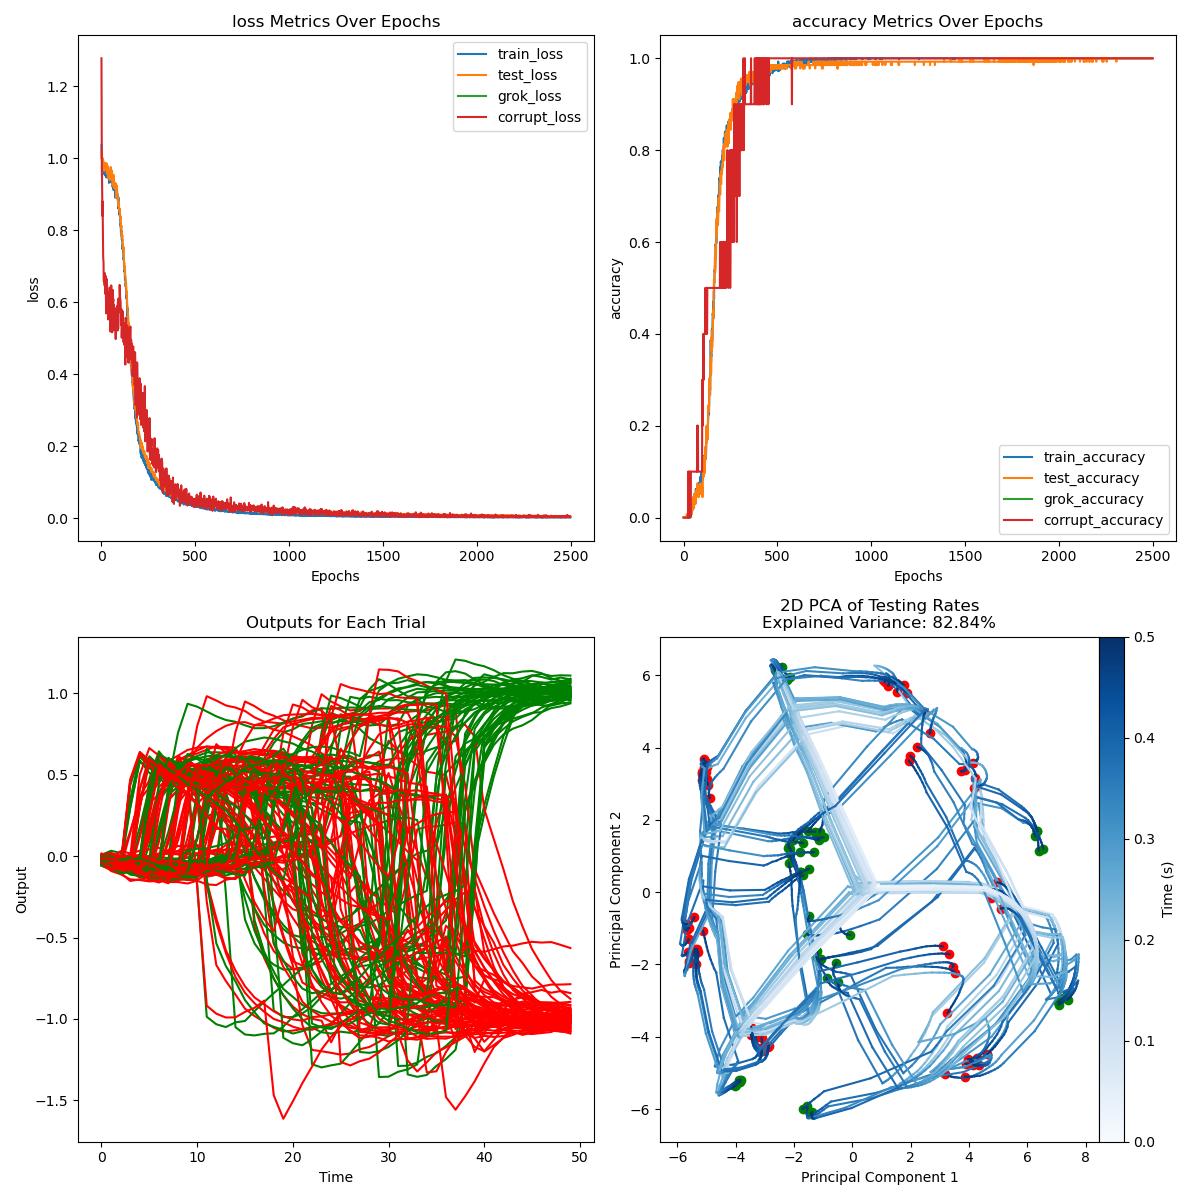 loss Metrics Over Epochs
train_loss
test_loss
grok_loss
corrupt_loss
1.2
1.0
0.8
0.6
0.4
0.2
0.0
loss
0
500
1000
1500
2000
2500
Epochs
accuracy Metrics Over Epochs
1.0
0.8
0.6
0.4
0.2
0.0
accuracy
train_accuracy
test_accuracy
grok_accuracy
corrupt_accuracy
0
500
1000
1500
2000
2500
Epochs
Outputs for Each Trial
1.0
0.5
0.0
−0.5
−1.0
−1.5
Output
0
10
20
30
40
50
Time
2D PCA of Testing Rates
Explained Variance: 82.84%
6
4
2
0
−2
−4
−6
Principal Component 2
−6
−4
−2
0
2
4
6
8
Principal Component 1
0.5
0.4
0.3
0.2
0.1
0.0
Time (s)